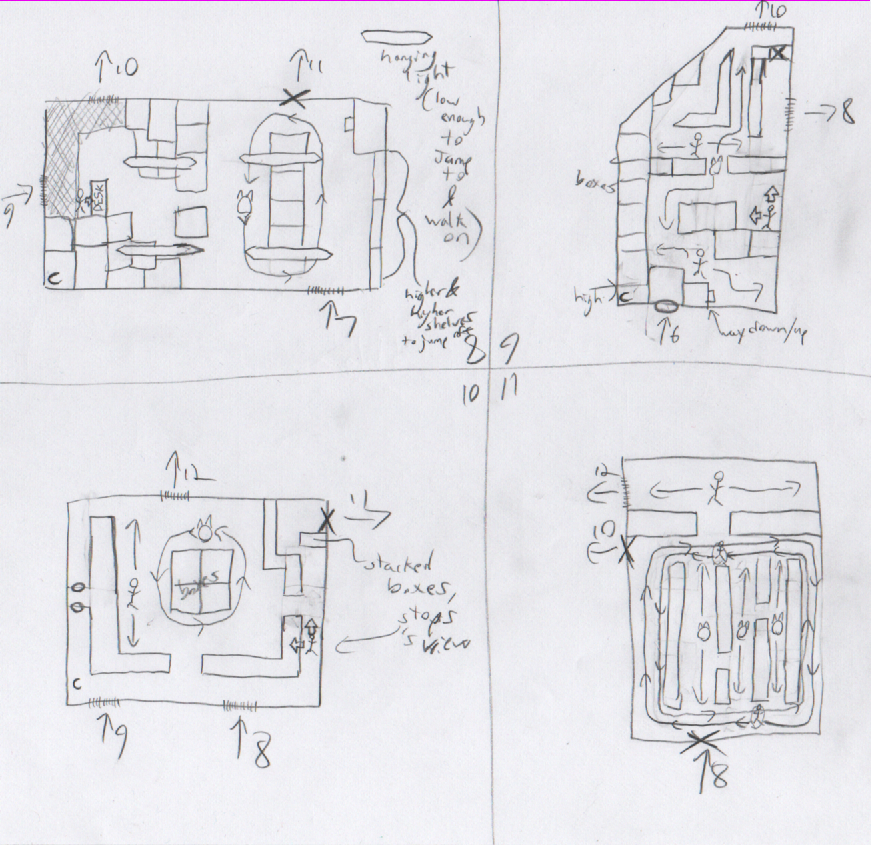 ↑10
↑11
hanging
light
(low
enough
to
jump
to
&
walk
on)
9
DESK
C
↑7
higher &
higher
shelves
to jump
8
↑10
→8
boxes
high
C
↑6
way down/up
9
10
↑12
11→
boxes
stacked
boxes,
stops
's view
C
↑9
↑8
11
12
←
10
←
↑8